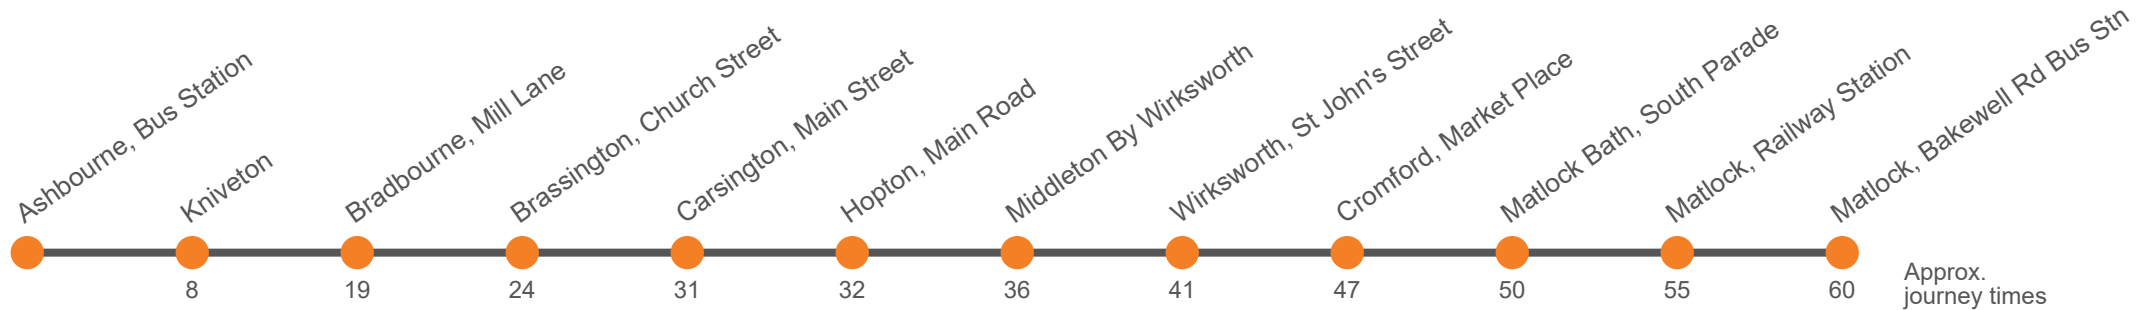 Ashbourne, Bus Station
Kniveton
Bradbourne, Mill Lane
Brassington, Church Street
Carsington, Main Street
Hopton, Main Road
Middleton By Wirksworth
Wirksworth, St John's Street
Cromford, Market Place
Matlock Bath, South Parade
Matlock, Railway Station
Matlock, Bakewell Rd Bus Stn
8 19 24 31 32 36 41 47 50 55 60
Approx.
journey times